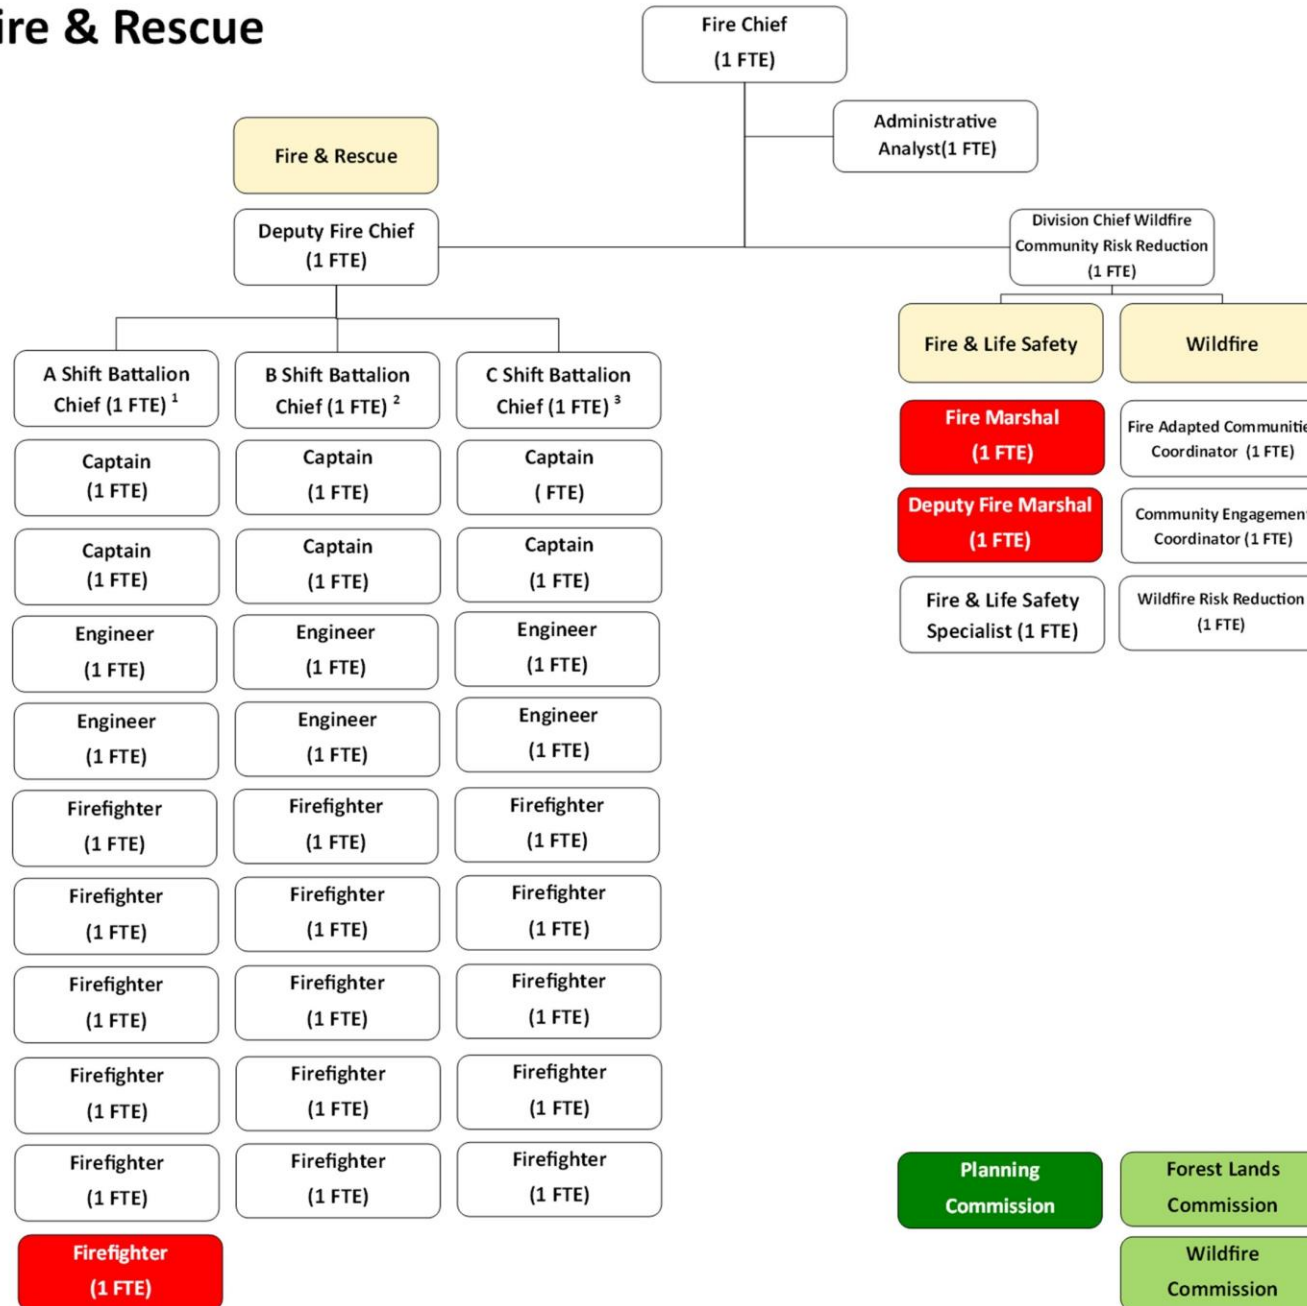 ire & Rescue
Fire Chief
(1 FTE)
Administrative
Analyst(1 FTE)
Fire & Rescue
Deputy Fire Chief
(1 FTE)
Division Chief Wildfire
Community Risk Reduction
(1 FTE)
A Shift Battalion
Chief (1 FTE) 1
Captain
(1 FTE)
Captain
(1 FTE)
Engineer
(1 FTE)
Engineer
(1 FTE)
Firefighter
(1 FTE)
Firefighter
(1 FTE)
Firefighter
(1 FTE)
Firefighter
(1 FTE)
Firefighter
(1 FTE)
Firefighter
(1 FTE)
B Shift Battalion
Chief (1 FTE) 2
Captain
(1 FTE)
Captain
(1 FTE)
Engineer
(1 FTE)
Engineer
(1 FTE)
Firefighter
(1 FTE)
Firefighter
(1 FTE)
Firefighter
(1 FTE)
Firefighter
(1 FTE)
Firefighter
(1 FTE)
C Shift Battalion
Chief (1 FTE) 3
Captain
( FTE)
Captain
(1 FTE)
Engineer
(1 FTE)
Engineer
(1 FTE)
Firefighter
(1 FTE)
Firefighter
(1 FTE)
Firefighter
(1 FTE)
Firefighter
(1 FTE)
Firefighter
(1 FTE)
Fire & Life Safety
Fire Marshal
(1 FTE)
Deputy Fire Marshal
(1 FTE)
Fire & Life Safety
Specialist (1 FTE)
Wildfire
Fire Adapted Communitie
Coordinator (1 FTE)
Community Engagement
Coordinator (1 FTE)
Wildfire Risk Reduction
(1 FTE)
Planning
Commission
Forest Lands
Commission
Wildfire
Commission